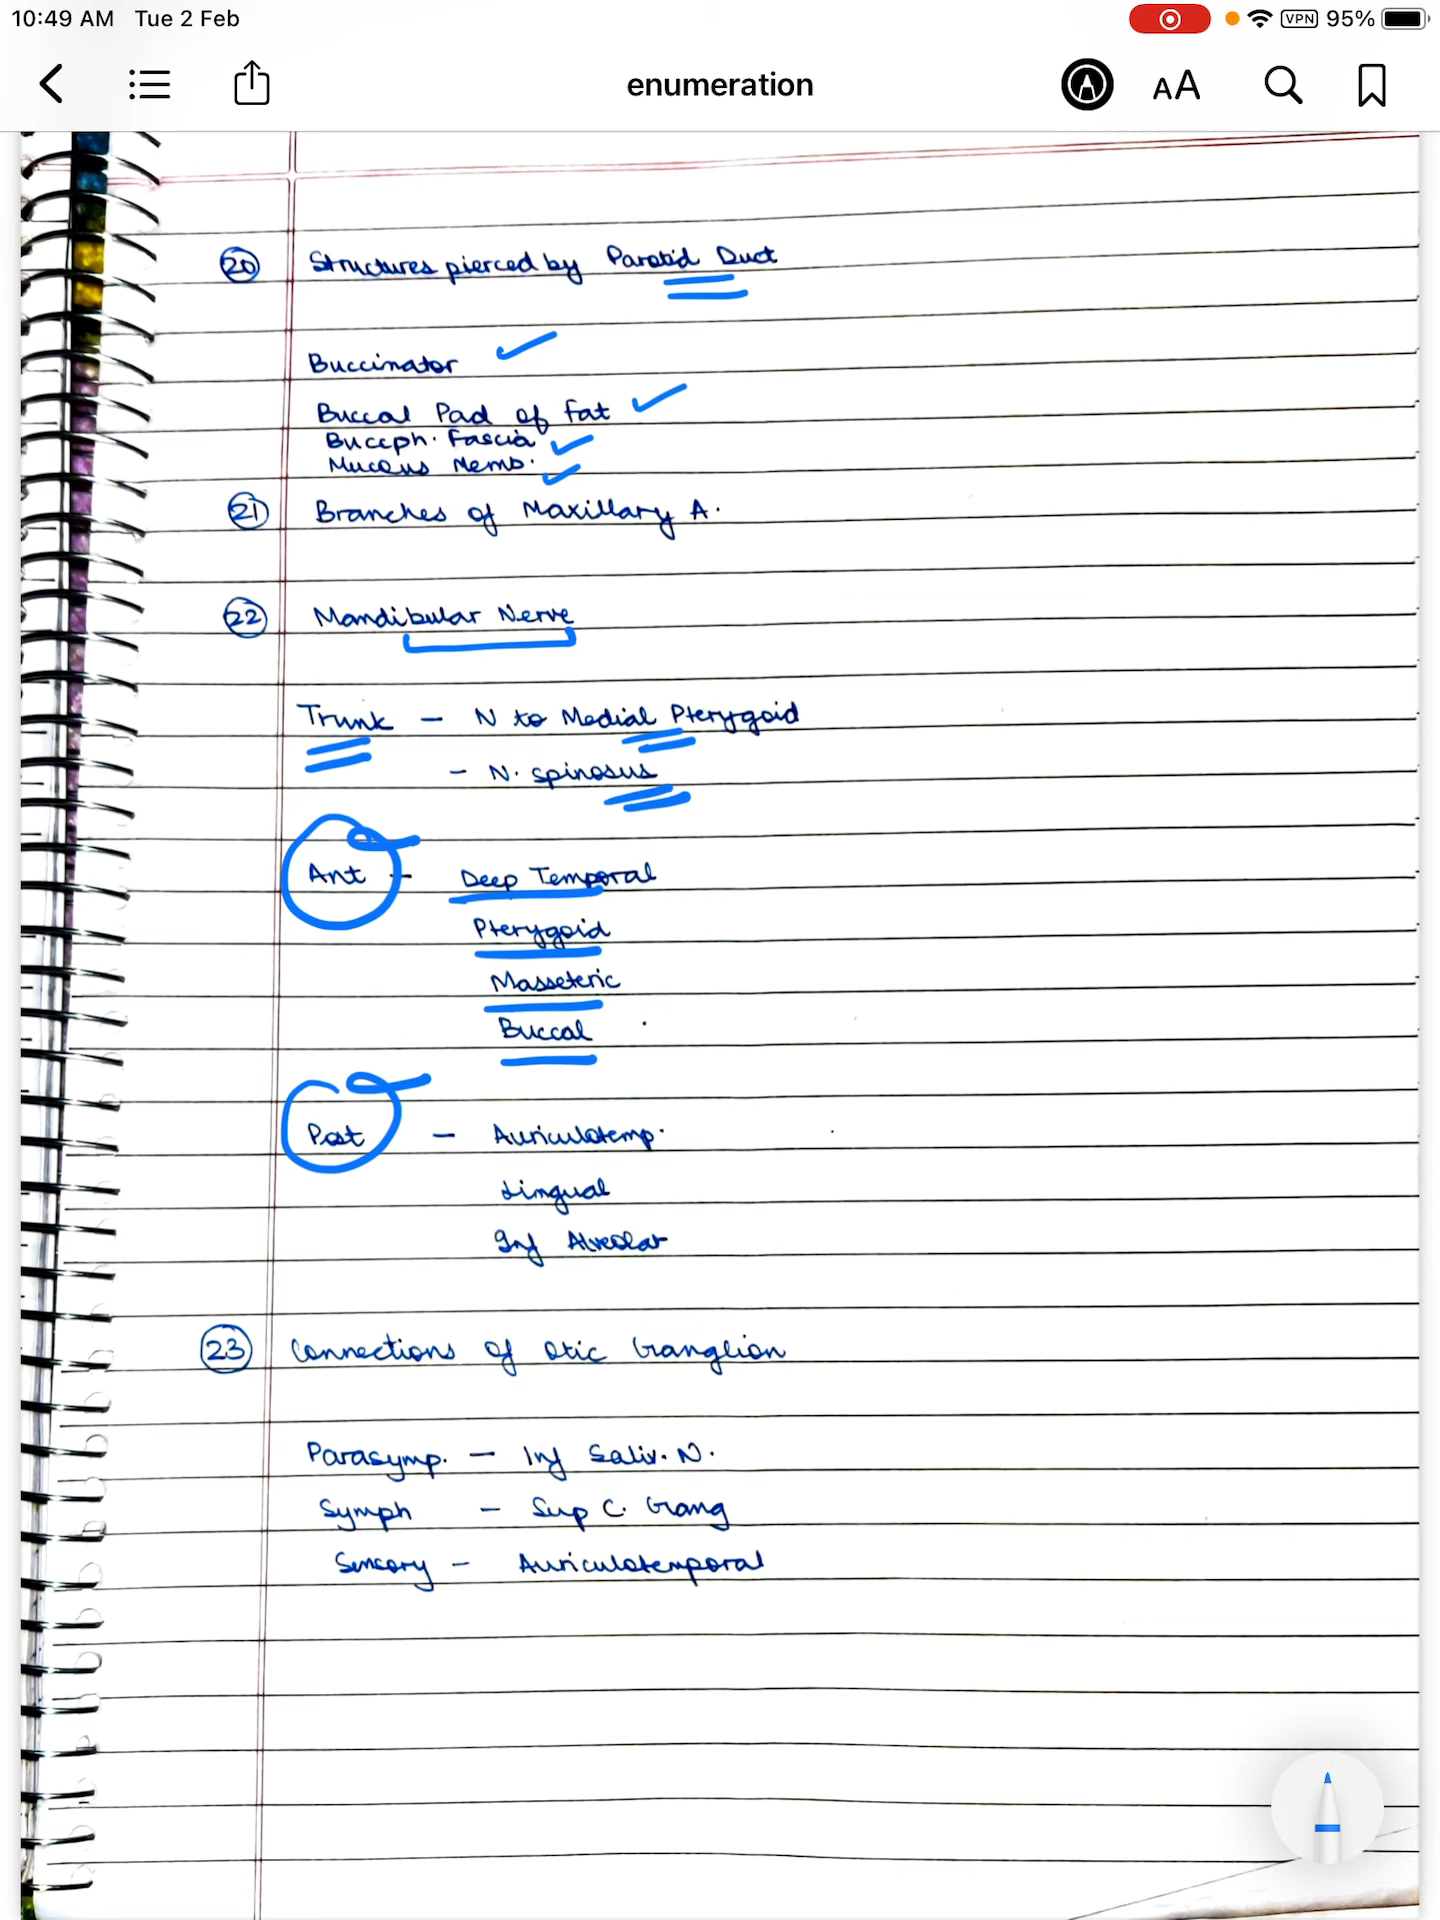 10:49 AM Tue 2 Feb
VPN 95%
enumeration
AA
20 Structures pierced by Parotid Duct
Buccinator
Buccal Pad of Fat
Buccph. Fascia
Mucous Memb.
21 Branches of Maxillary A.
22 Mandibular Nerve
Trunk - N to Medial Pterygoid
- N. spinosus
Ant - Deep Temporal
Pterygoid
Masseteric
Buccal
Post - Auriculotemp.
Lingual
Inf Alveolar
23 Connections of Otic Ganglion
Parasymp. - Inf Saliv. N.
Symph - Sup C. Gang
Sensory - Auriculotemporal